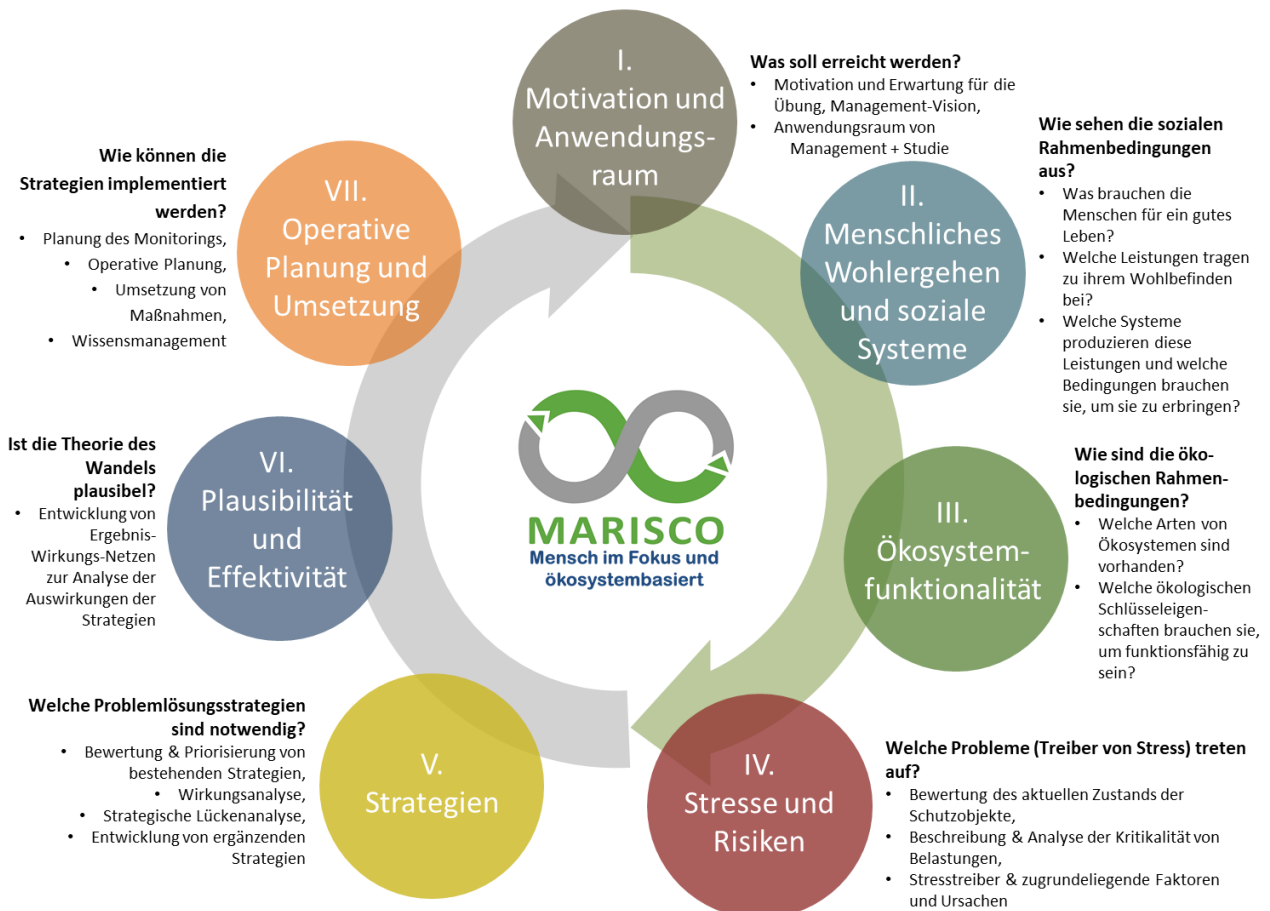 I.
Motivation und
Anwendungs-
raum
Was soll erreicht werden?
• Motivation und Erwartung für die
Übung, Management-Vision,
• Anwendungsraum von
Management + Studie
II.
Menschliches
Wohlergehen
und soziale
Systeme
Wie sehen die sozialen
Rahmenbedingungen
aus?
• Was brauchen die
Menschen für ein gutes
Leben?
• Welche Leistungen tragen
zu ihrem Wohlbefinden
bei?
• Welche Systeme
produzieren diese
Leistungen und welche
Bedingungen brauchen
sie, um sie zu erbringen?
III.
Ökosystem-
funktionalität
Wie sind die öko-
logischen Rahmen-
bedingungen?
• Welche Arten von
Ökosystemen sind
vorhanden?
• Welche ökologischen
Schlüsseleigen-
schaften brauchen sie,
um funktionsfähig zu
sein?
IV.
Stresse und
Risiken
Welche Probleme (Treiber von Stress) treten
auf?
• Bewertung des aktuellen Zustands der
Schutzobjekte,
• Beschreibung & Analyse der Kritikalität von
Belastungen,
• Stresstreiber & zugrundeliegende Faktoren
und Ursachen
V.
Strategien
Welche Problemlösungsstrategien
sind notwendig?
• Bewertung & Priorisierung von
bestehenden Strategien,
• Wirkungsanalyse,
• Strategische Lückenanalyse,
• Entwicklung von ergänzenden
Strategien
VI.
Plausibilität
und
Effektivität
Ist die Theorie des
Wandels
plausibel?
• Entwicklung von
Ergebnis-
Wirkungs-Netzen
zur Analyse der
Auswirkungen der
Strategien
VII.
Operative
Planung und
Umsetzung
Wie können die
Strategien implementiert
werden?
• Planung des Monitorings,
• Operative Planung,
• Umsetzung von
Maßnahmen,
• Wissensmanagement
MARISCO
Mensch im Fokus und
ökosystembasiert